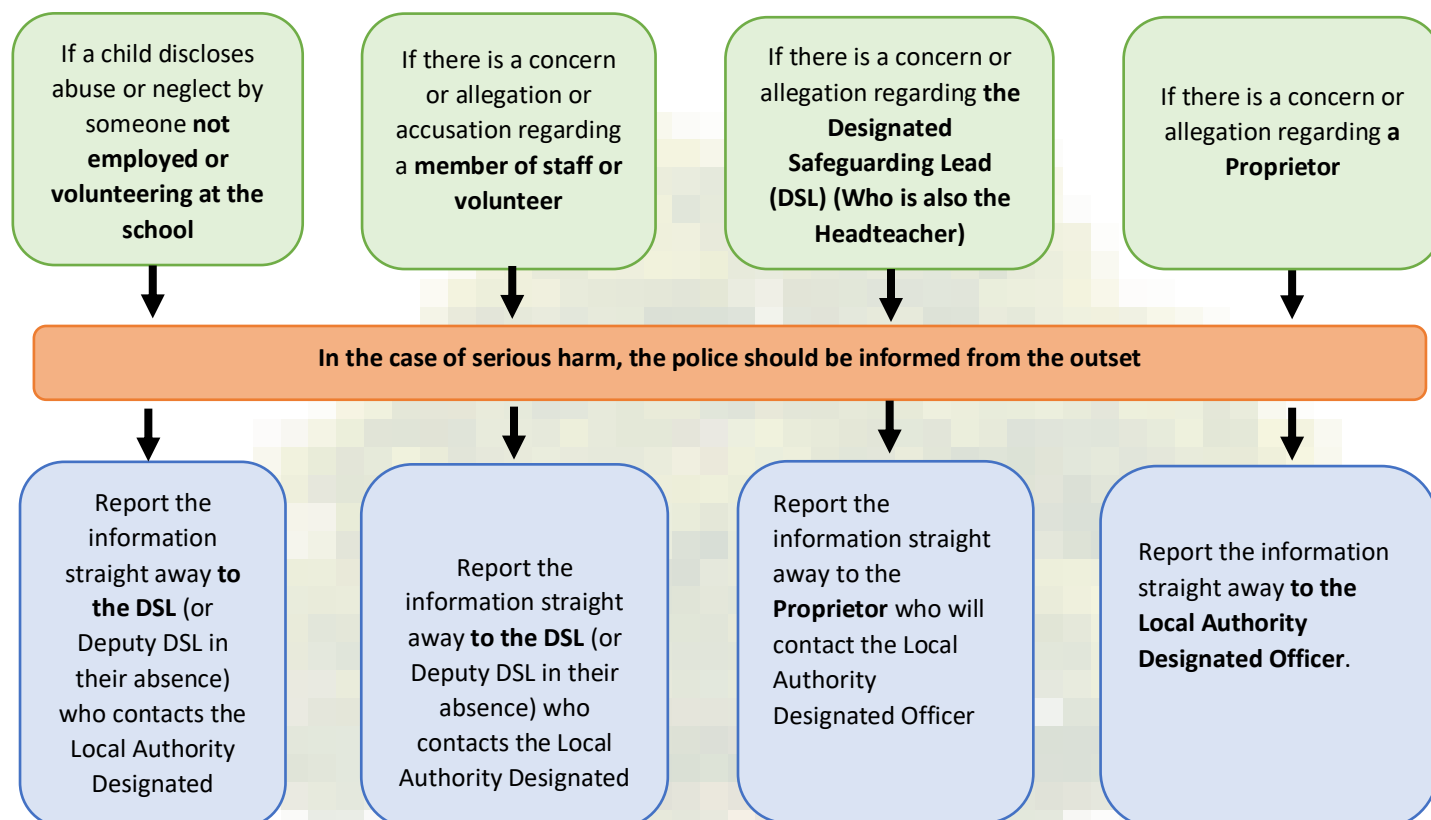 If a child discloses
abuse or neglect by
someone not
employed or
volunteering at the
school
If there is a concern
or allegation or
accusation regarding
a member of staff or
volunteer
If there is a concern or
allegation regarding the
Designated
Safeguarding Lead
(DSL) (Who is also the
Headteacher)
If there is a concern or
allegation regarding a
Proprietor
In the case of serious harm, the police should be informed from the outset
Report the
information
straight away to
the DSL (or
Deputy DSL in
their absence)
who contacts the
Local Authority
Designated
Report the
information straight
away to the DSL (or
Deputy DSL in their
absence) who
contacts the Local
Authority Designated
Report the
information straight
away to the
Proprietor who will
contact the Local
Authority
Designated Officer
Report the information
straight away to the
Local Authority
Designated Officer.